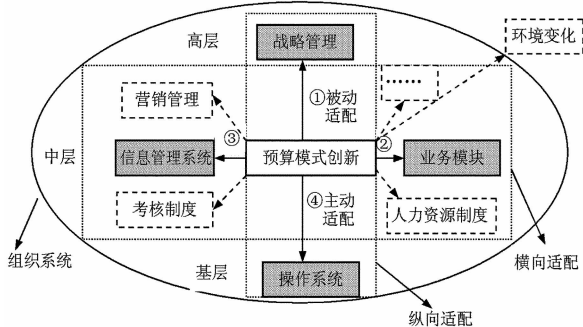 高层
战略管理
环境变化
营销管理
……
①被动
适配
③
②
中层
信息管理系统
预算模式创新
业务模块
考核制度
④主动
适配
人力资源制度
组织系统
基层
操作系统
横向适配
纵向适配